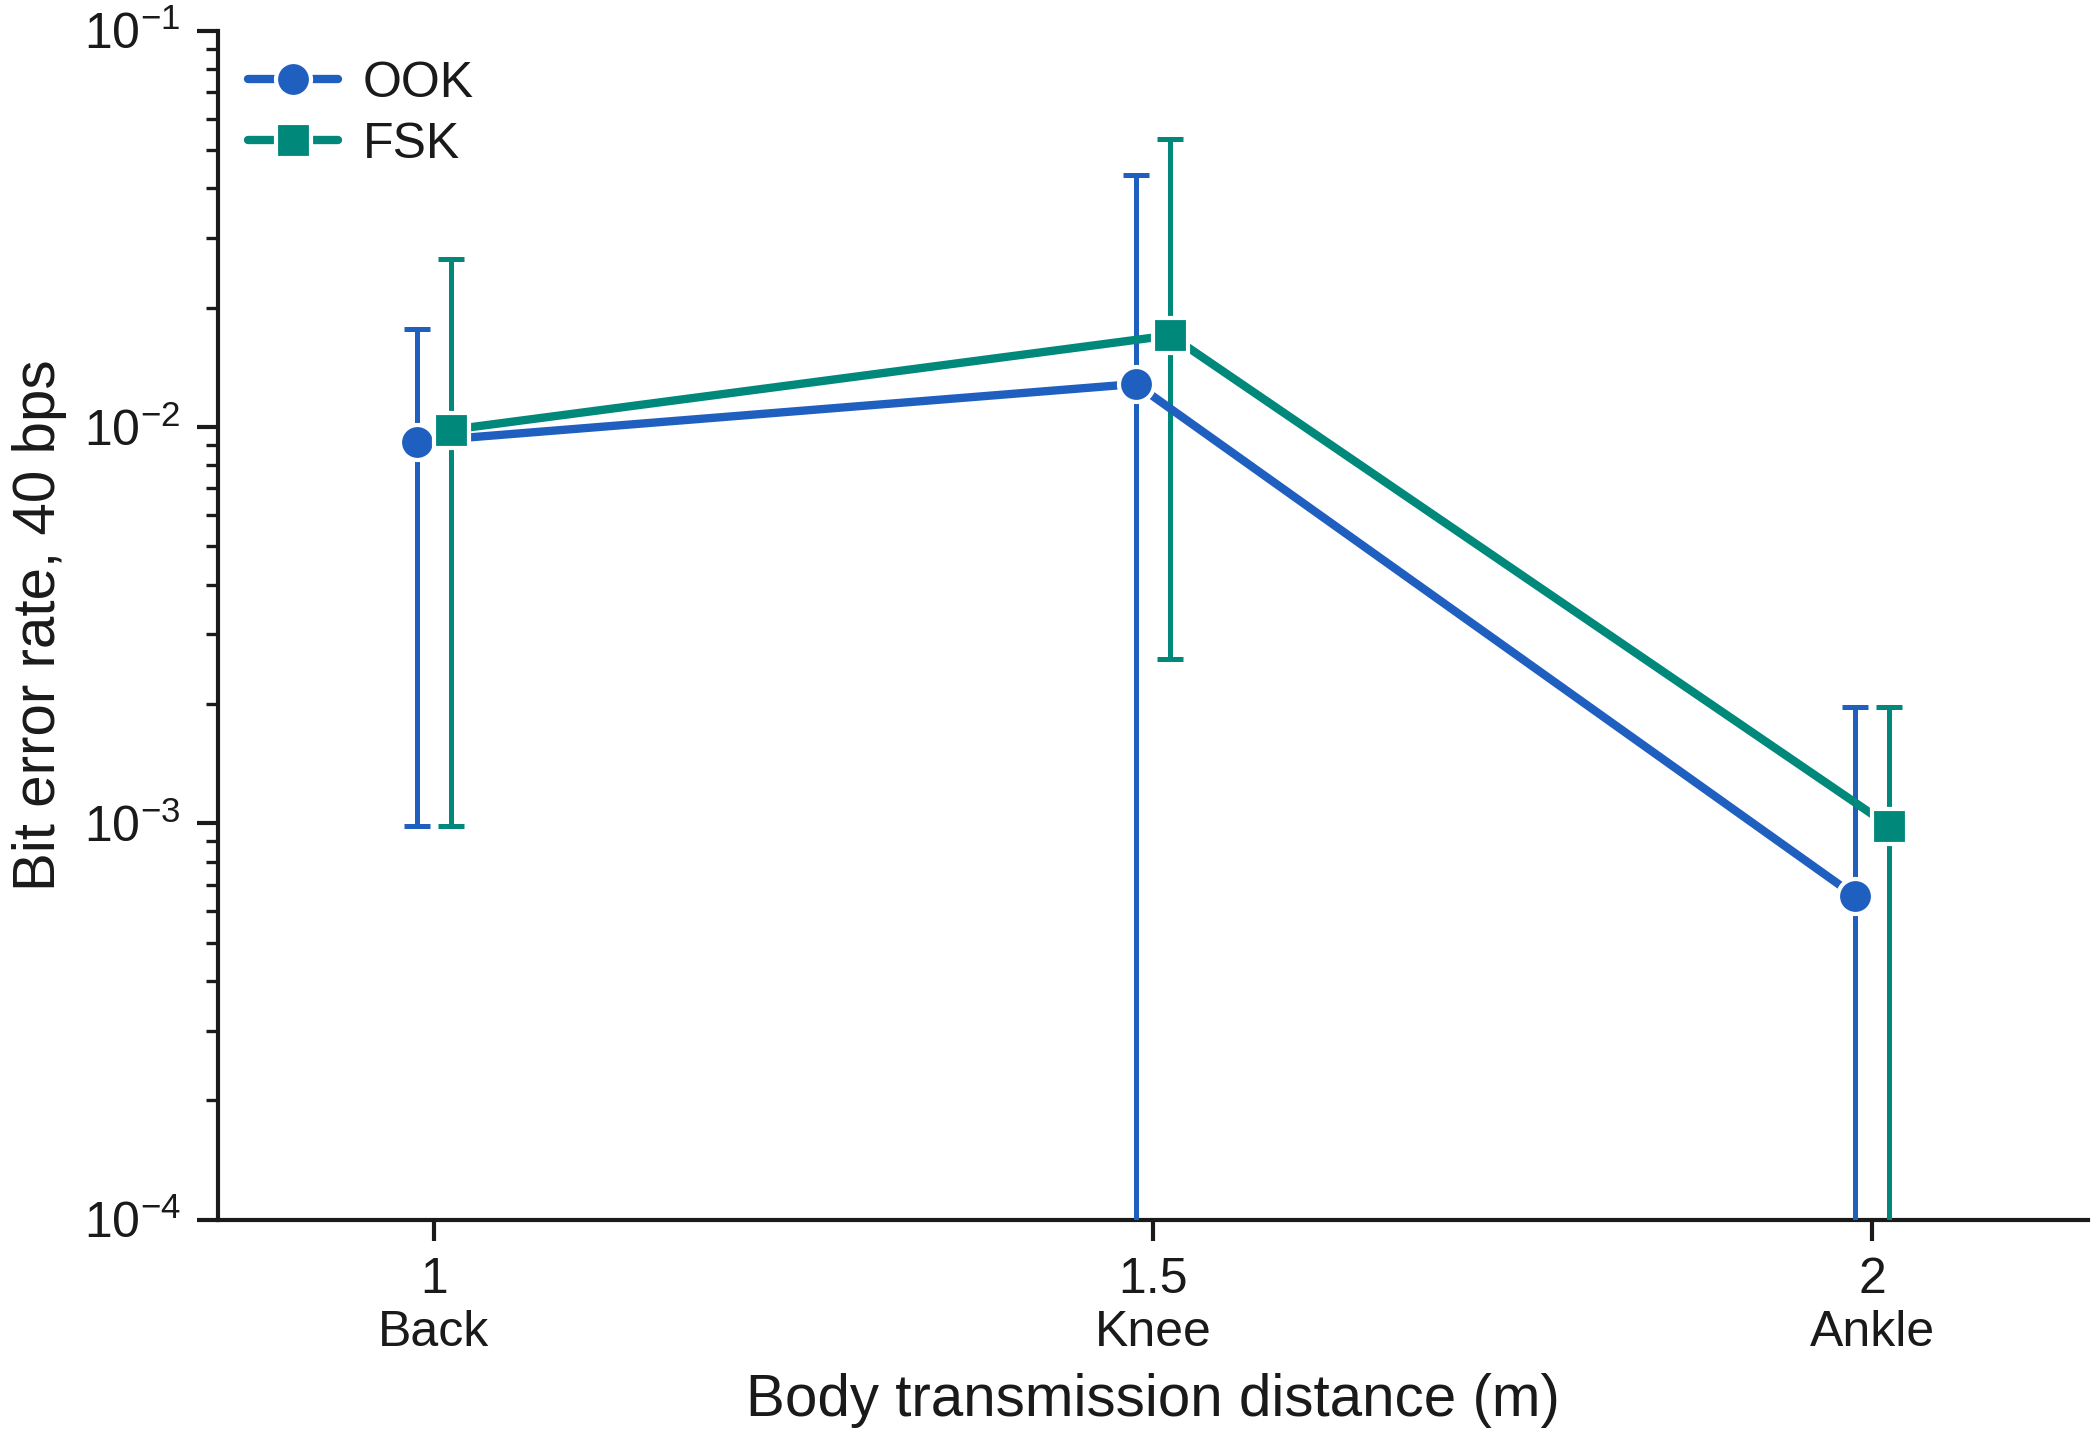 10⁻¹
OOK
FSK
10⁻²
10⁻³
10⁻⁴
Bit error rate, 40 bps
1
Back
1.5
Knee
2
Ankle
Body transmission distance (m)